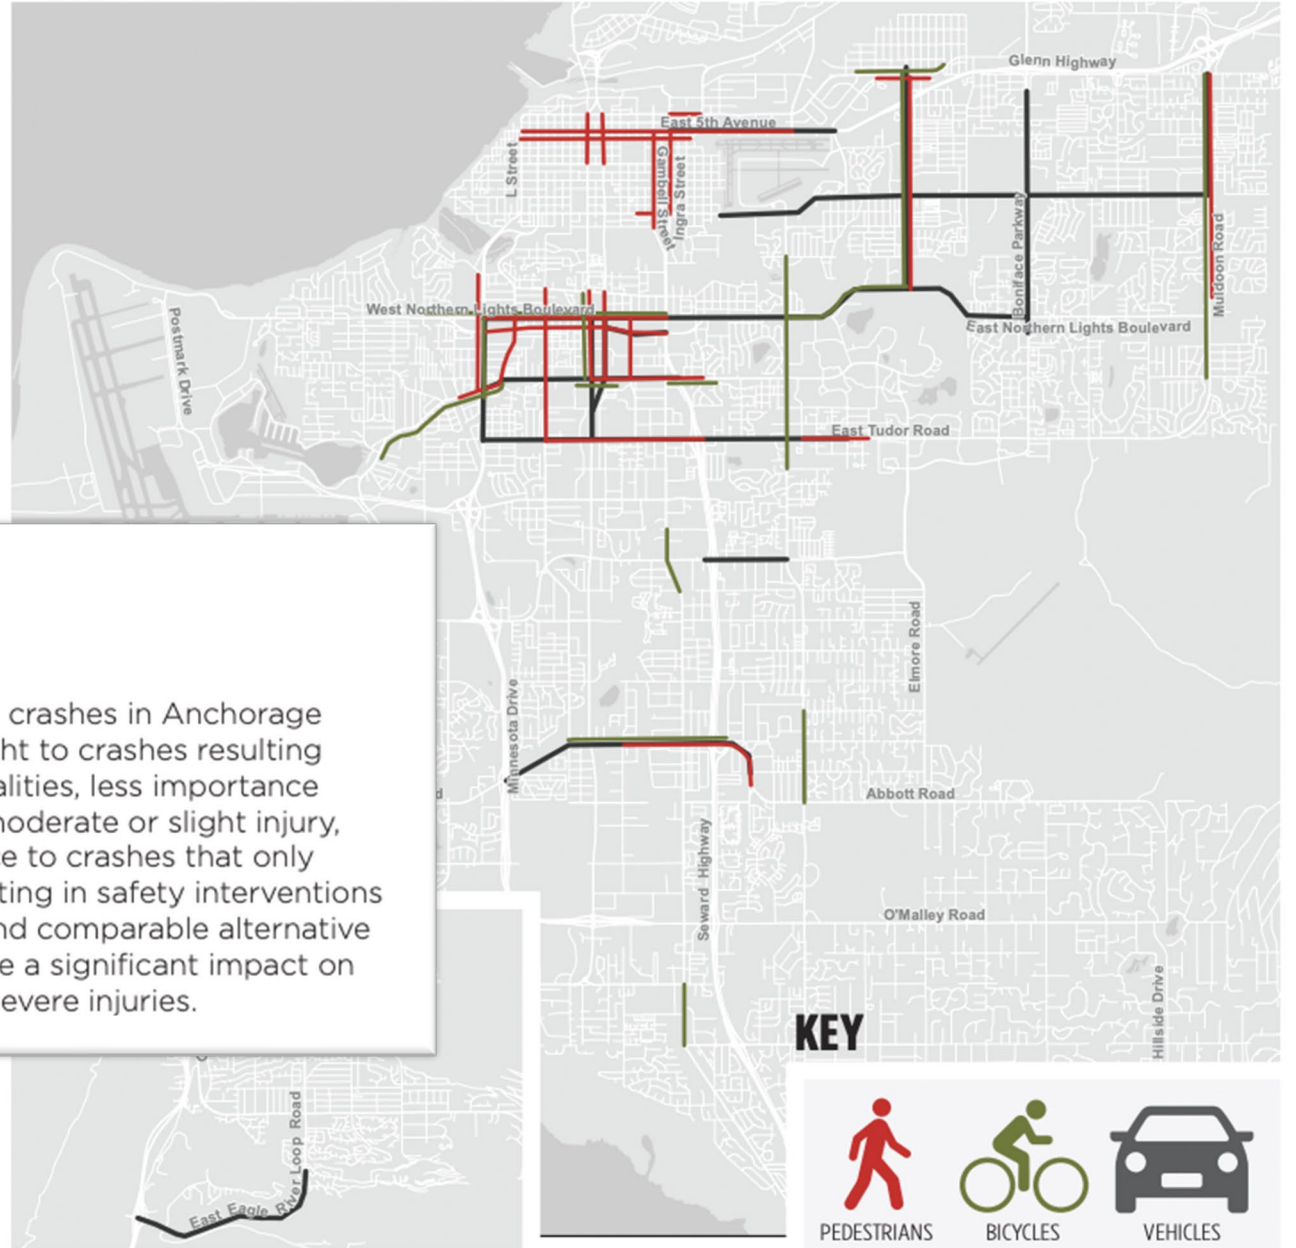 Glenn Highway
East 5th Avenue
L Street
Gambell Street
Ingra Street
Boniface Parkway
Muldoon Road
West Northern Lights Boulevard
East Northern Lights Boulevard
Postmark Drive
East Tudor Road
Elmore Road
Minnesota Drive
crashes in Anchorage
ht to crashes resulting
alities, less importance
noderate or slight injury,
e to crashes that only
ting in safety interventions
nd comparable alternative
e a significant impact on
evere injuries.
d
Abbott Road
Seward Highway
O'Malley Road
Hillside Drive
East Eagle River Loop Road
KEY
PEDESTRIANS
BICYCLES
VEHICLES